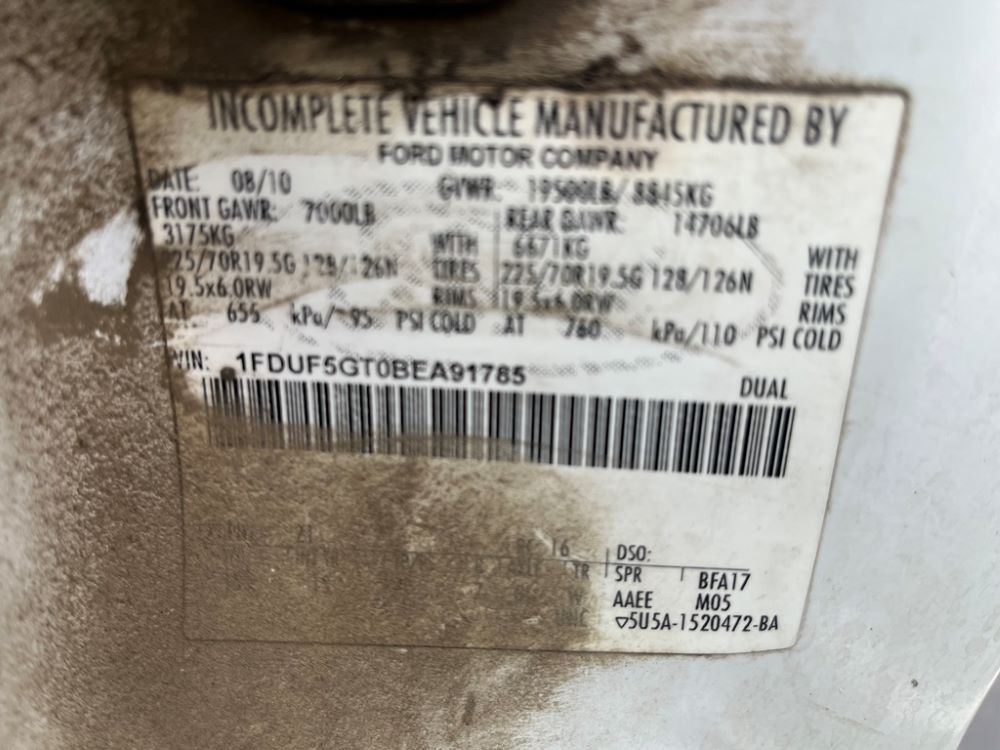 INCOMPLETE VEHICLE MANUFACTURED BY
FORD MOTOR COMPANY
DATE: 08/10 GVWR: 19500LB/ 8845KG
FRONT GAWR: 7000LB REAR GAWR: 14706LB
3175KG WITH 6671KG WITH
225/70R19.5G 128/126N TIRES 225/70R19.5G 128/126N TIRES
19.5x6.0RW RIMS 19.5x6.0RW RIMS
AT 655 kPa/ 95 PSI COLD AT 760 kPa/110 PSI COLD
VIN: 1FDUF5GT0BEA91785
DUAL
21 16 DSO:
TR SPR BFA17
AAEE M05
▽5U5A-1520472-BA